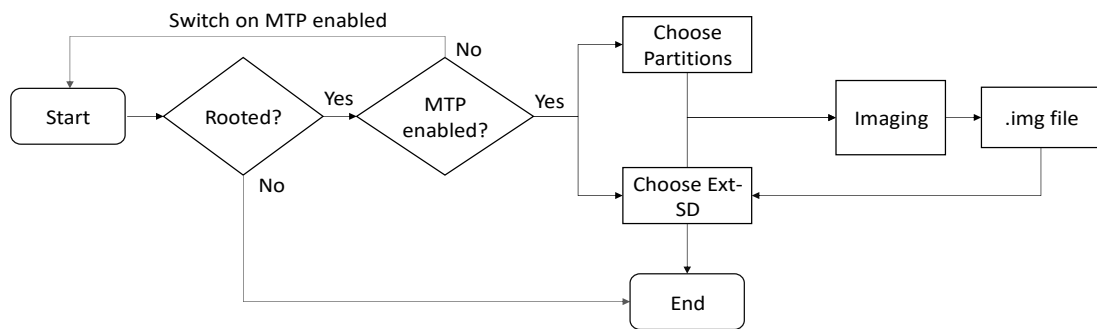 Switch on MTP enabled
No
Choose
Partitions
Start
Rooted?
Yes
MTP
enabled?
Yes
Imaging
.img file
No
Choose Ext-
SD
End